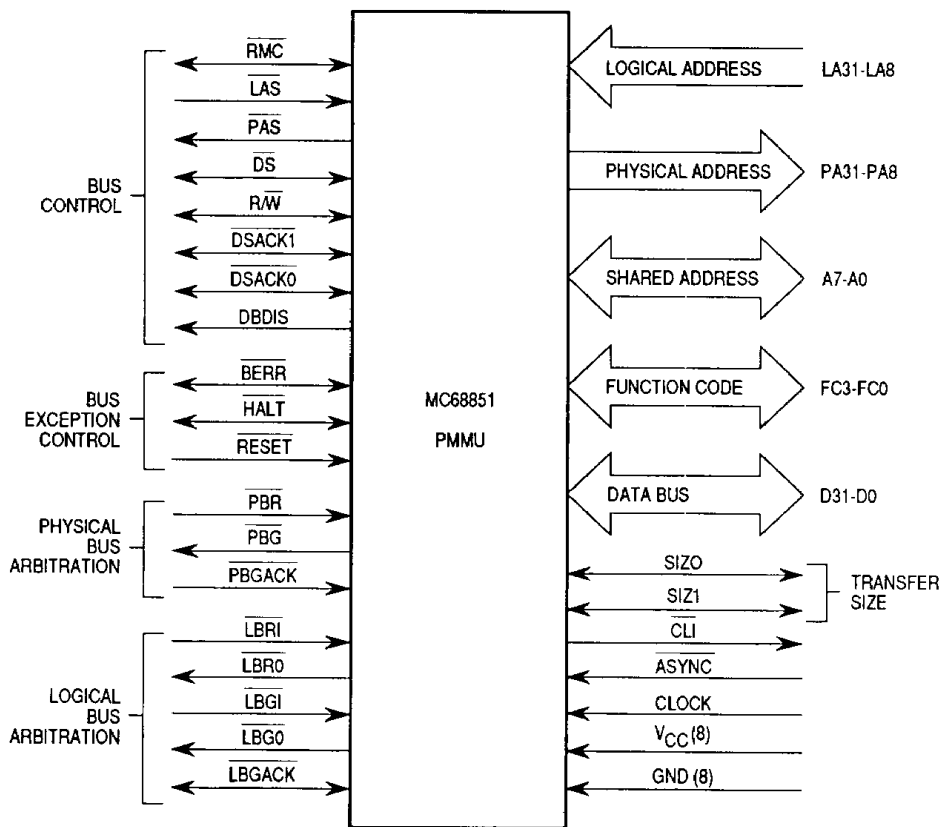 BUS
CONTROL
RMC
LAS
PAS
DS
R/W
DSACK1
DSACK0
DBDIS
BUS
EXCEPTION
CONTROL
BERR
HALT
RESET
PHYSICAL
BUS
ARBITRATION
PBR
PBG
PBGACK
LOGICAL
BUS
ARBITRATION
LBRI
LBR0
LBGI
LBG0
LBGACK
MC68851
PMMU
LOGICAL ADDRESS LA31-LA8
PHYSICAL ADDRESS PA31-PA8
SHARED ADDRESS A7-A0
FUNCTION CODE FC3-FC0
DATA BUS D31-D0
SIZ0
SIZ1
TRANSFER
SIZE
CLI
ASYNC
CLOCK
VCC (8)
GND (8)